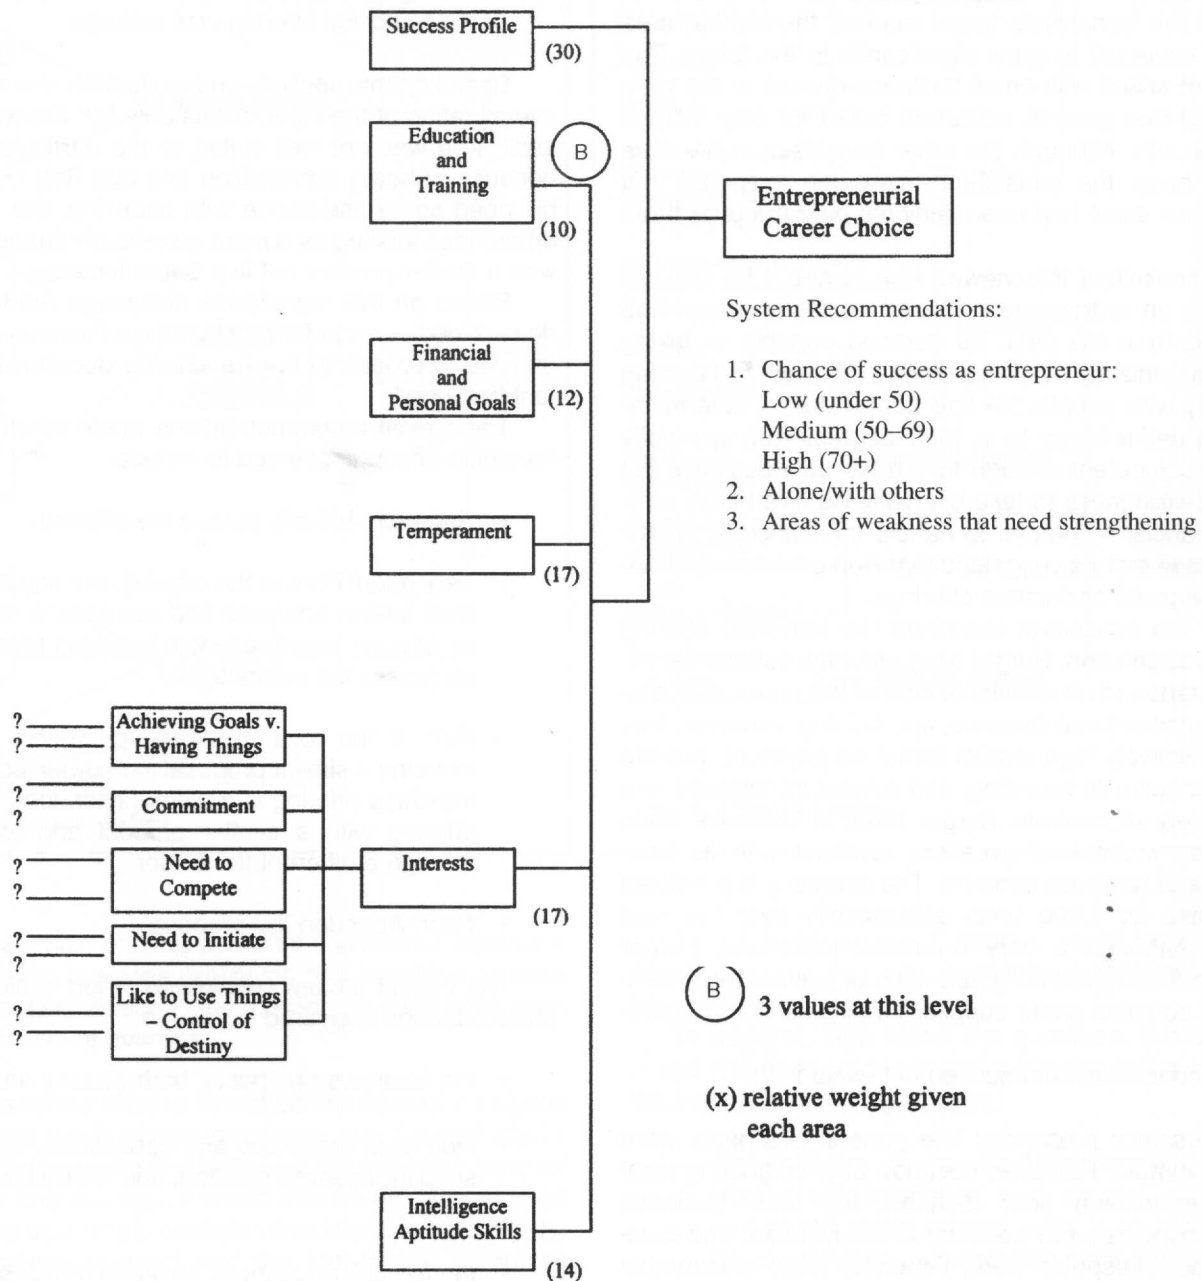 Success Profile
(30)
Education
and
Training
B
(10)
Entrepreneurial
Career Choice
System Recommendations:
1. Chance of success as entrepreneur:
Low (under 50)
Medium (50–69)
High (70+)
2. Alone/with others
3. Areas of weakness that need strengthening
Financial
and
Personal Goals
(12)
Temperament
(17)
?
?
Achieving Goals v.
Having Things
?
?
Commitment
?
?
Need to
Compete
?
?
Need to Initiate
?
?
Like to Use Things
– Control of
Destiny
Interests
(17)
B 3 values at this level
(x) relative weight given
each area
Intelligence
Aptitude Skills
(14)